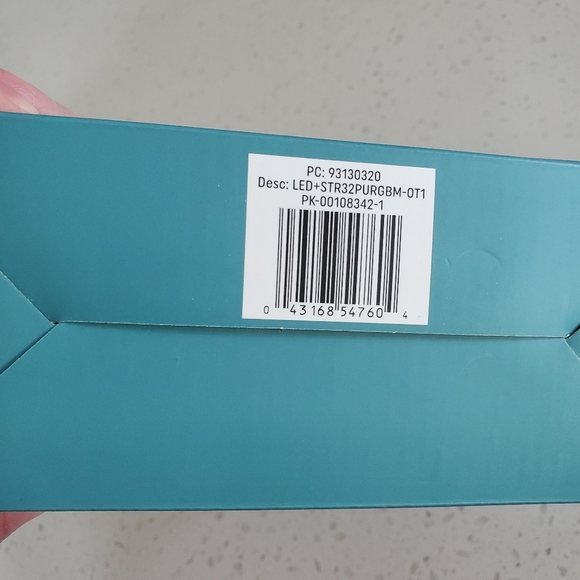 PC: 93130320
Desc: LED+STR32PURGBM-OT1
PK-00108342-1
0 43168 54760 4